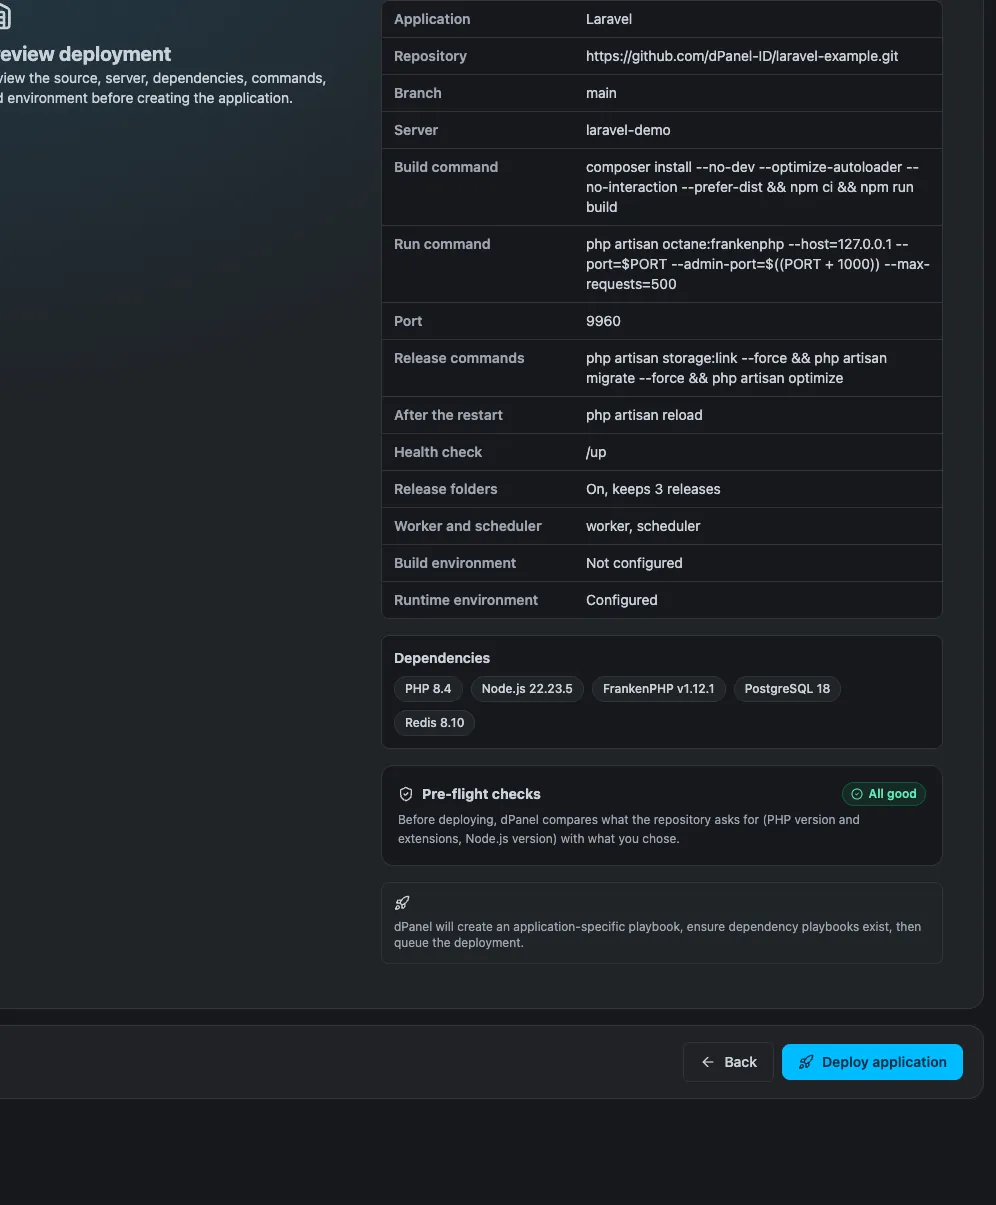 eview deployment
view the source, server, dependencies, commands,
d environment before creating the application.
Application Laravel
Repository https://github.com/dPanel-ID/laravel-example.git
Branch main
Server laravel-demo
Build command composer install --no-dev --optimize-autoloader --
no-interaction --prefer-dist && npm ci && npm run
build
Run command php artisan octane:frankenphp --host=127.0.0.1 --
port=$PORT --admin-port=$((PORT + 1000)) --max-
requests=500
Port 9960
Release commands php artisan storage:link --force && php artisan
migrate --force && php artisan optimize
After the restart php artisan reload
Health check /up
Release folders On, keeps 3 releases
Worker and scheduler worker, scheduler
Build environment Not configured
Runtime environment Configured
Dependencies
PHP 8.4 Node.js 22.23.5 FrankenPHP v1.12.1 PostgreSQL 18
Redis 8.10
Pre-flight checks All good
Before deploying, dPanel compares what the repository asks for (PHP version and
extensions, Node.js version) with what you chose.
dPanel will create an application-specific playbook, ensure dependency playbooks exist, then
queue the deployment.
Back Deploy application